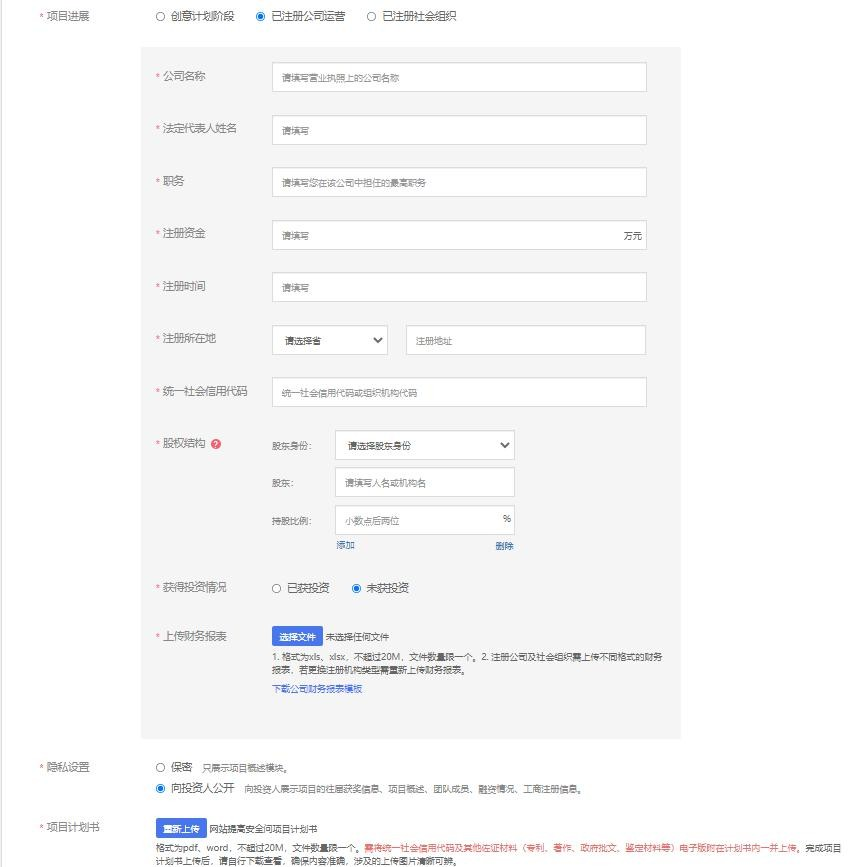 * 项目进展 创意计划阶段 已注册公司运营 已注册社会组织
* 公司名称 请填写营业执照上的公司名称
* 法定代表人姓名 请填写
* 职务 请填写您在该公司中担任的最高职务
* 注册资金 请填写 万元
* 注册时间 请填写
* 注册所在地 请选择省 注册地址
* 统一社会信用代码 统一社会信用代码或组织机构代码
* 股权结构 ? 股东身份: 请选择股东身份
股东: 请填写人名或机构名
持股比例: 小数点后两位 %
添加 删除
* 获得投资情况 已获投资 未获投资
* 上传财务报表 选择文件 未选择任何文件
1. 格式为xls、xlsx，不超过20M，文件数量限一个。2. 注册公司及社会组织需上传不同格式的财务
报表，若更换注册机构类型需重新上传财务报表。
下载公司财务报表模板
* 隐私设置 保密 只展示项目概述模块。
向投资人公开 向投资人展示项目的往届获奖信息、项目概述、团队成员、融资情况、工商注册信息。
* 项目计划书 重新上传 网站提高安全问项目计划书
格式为pdf、word，不超过20M，文件数量限一个。需将统一社会信用代码及其他佐证材料（专利、著作、政府批文、鉴定材料等）电子版附在计划书内一并上传。完成项目
计划书上传后，请自行下载查看，确保内容准确，涉及的上传图片清晰可辨。